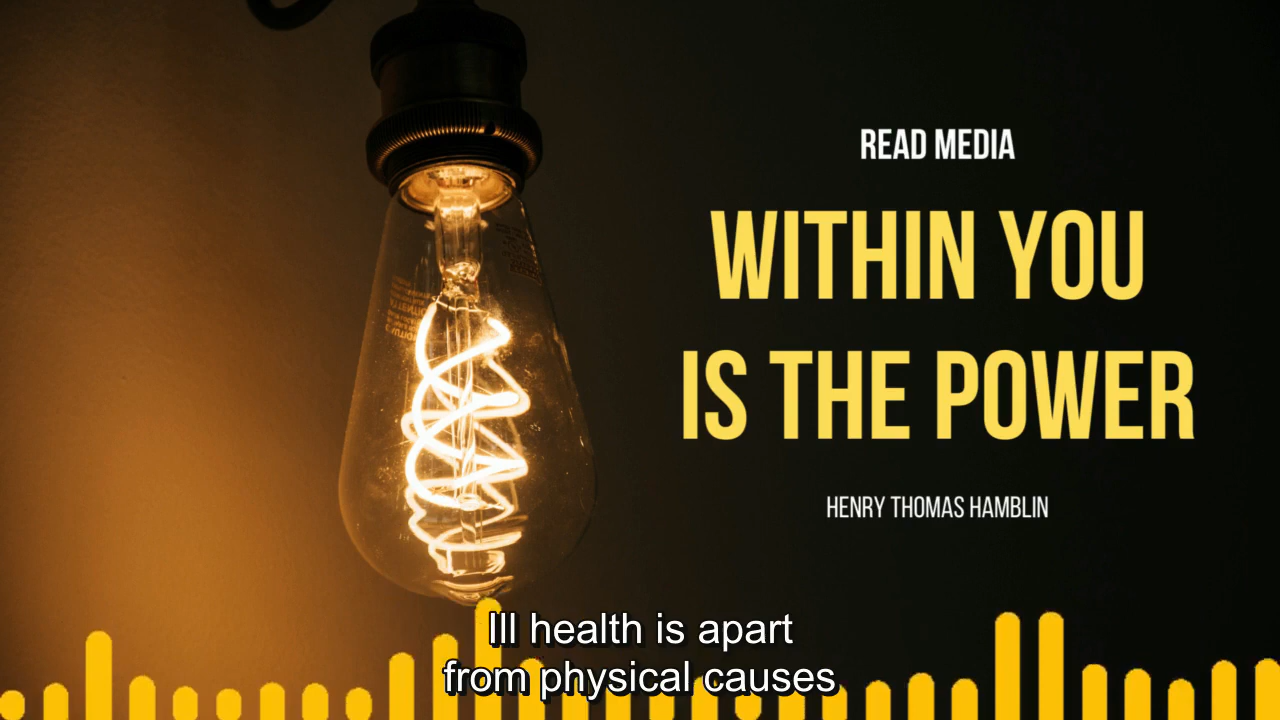 READ MEDIA
WITHIN YOU
IS THE POWER
HENRY THOMAS HAMBLIN
Ill health is apart
from physical causes